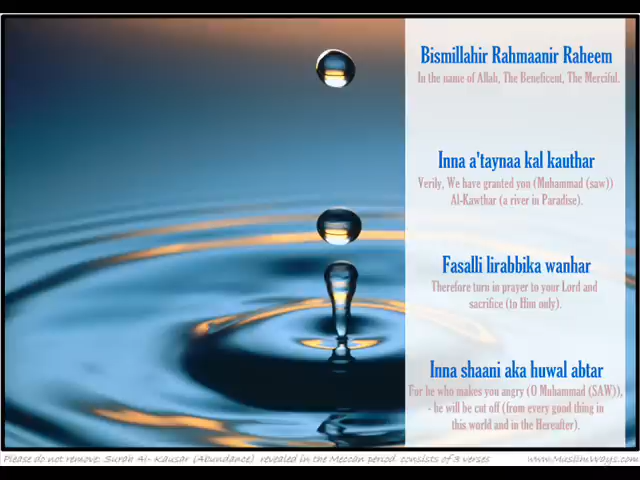 Bismillahir Rahmaanir Raheem
In the name of Allah, The Beneficent, The Merciful.
Inna a'taynaa kal kauthar
Verily, We have granted you (Muhammad (saw))
Al-Kawthar (a river in Paradise).
Fasalli lirabbika wanhar
Therefore turn in prayer to your Lord and
sacrifice (to Him only).
Inna shaani aka huwal abtar
For he who makes you angry (O Muhammad (SAW)),
- he will be cut off (from every good thing in
this world and in the Hereafter).
Please do not remove: Surah Al- Kausar (Abundance) revealed in the Meccan period consists of 3 verses www.MuslimWays.com